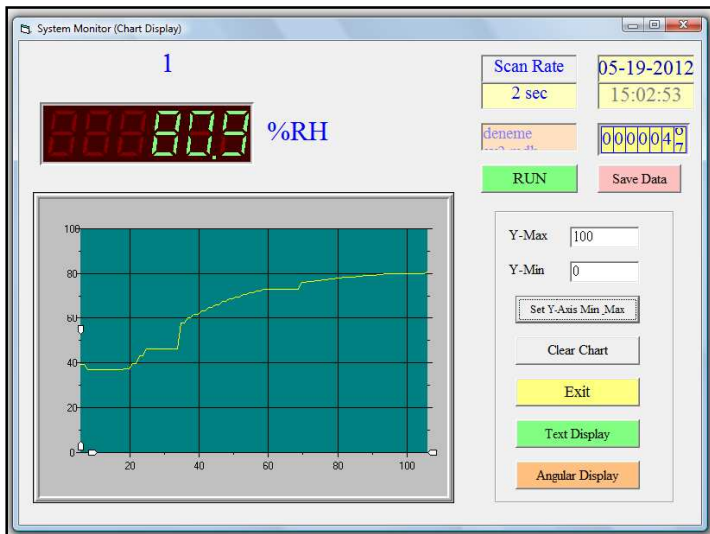 System Monitor (Chart Display)
1
%RH
Scan Rate
2 sec
05-19-2012
15:02:53
deneme
000004
RUN
Save Data
100
80
60
40
20
0
20 40 60 80 100
Y-Max 100
Y-Min 0
Set Y-Axis Min_Max
Clear Chart
Exit
Text Display
Angular Display